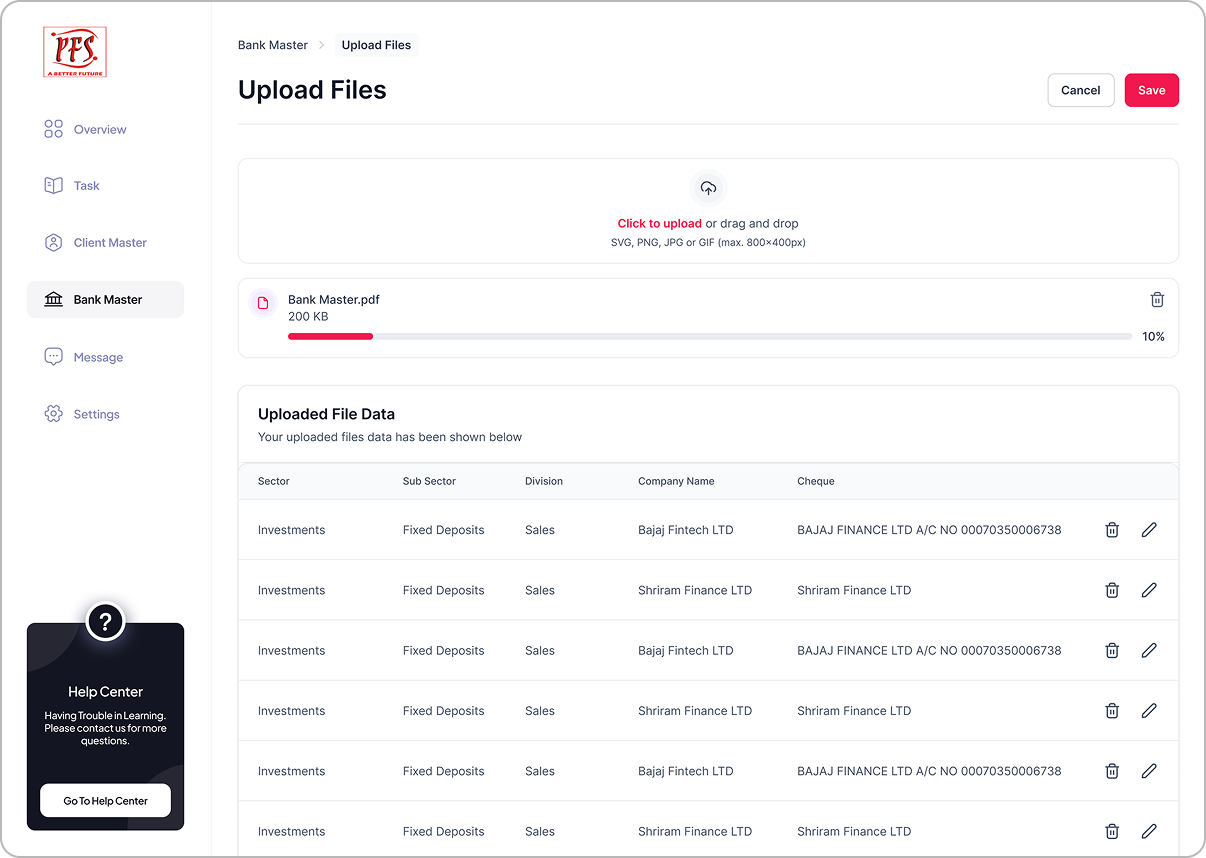 PFS.
A BETTER FUTURE
Overview
Task
Client Master
Bank Master
Message
Settings
?
Help Center
Having Trouble in Learning.
Please contact us for more
questions.
Go To Help Center
Bank Master > Upload Files
Upload Files
Cancel
Save
Click to upload or drag and drop
SVG, PNG, JPG or GIF (max. 800×400px)
Bank Master.pdf
200 KB
10%
Uploaded File Data
Your uploaded files data has been shown below
Sector Sub Sector Division Company Name Cheque
Investments Fixed Deposits Sales Bajaj Fintech LTD BAJAJ FINANCE LTD A/C NO 00070350006738
Investments Fixed Deposits Sales Shriram Finance LTD Shriram Finance LTD
Investments Fixed Deposits Sales Bajaj Fintech LTD BAJAJ FINANCE LTD A/C NO 00070350006738
Investments Fixed Deposits Sales Shriram Finance LTD Shriram Finance LTD
Investments Fixed Deposits Sales Bajaj Fintech LTD BAJAJ FINANCE LTD A/C NO 00070350006738
Investments Fixed Deposits Sales Shriram Finance LTD Shriram Finance LTD